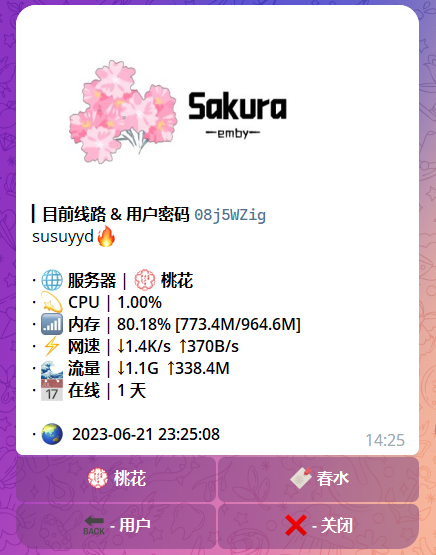 Sakura
emby
目前线路 & 用户密码 08j5WZig
susuyyd🔥
· 🌐 服务器 | 💮 桃花
· 💫 CPU | 1.00%
· 📶 内存 | 80.18% [773.4M/964.6M]
· ⚡ 网速 | ↓1.4K/s ↑370B/s
· 🌊 流量 | ↓1.1G ↑338.4M
· 📅 在线 | 1 天
· 🌏 2023-06-21 23:25:08
14:25
💮 桃花
🔖 春水
🔙 - 用户
❌ - 关闭